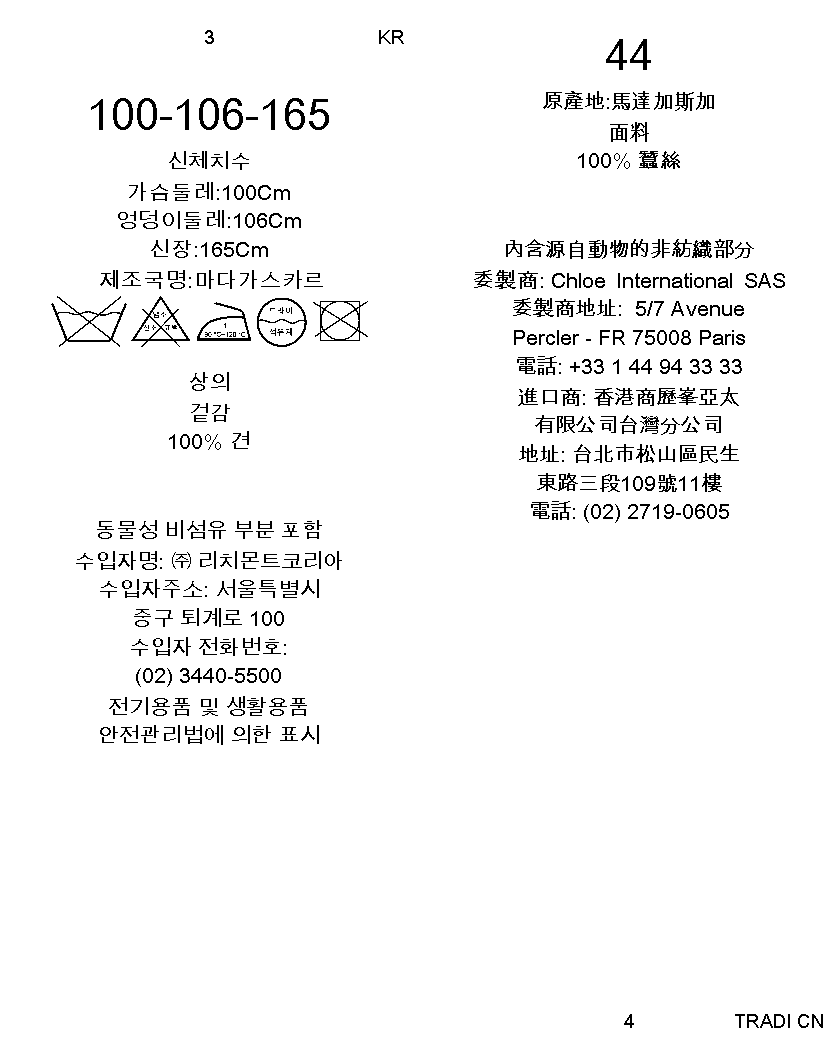 3
KR
100-106-165
신체치수
가슴둘레:100Cm
엉덩이둘레:106Cm
신장:165Cm
제조국명:마다가스카르
염소
산소 표백
1
80 ℃~120 ℃
드라이
석유계
상의
겉감
100% 견
동물성 비섬유 부분 포함
수입자명: ㈜ 리치몬트코리아
수입자주소: 서울특별시
중구 퇴계로 100
수입자 전화번호:
(02) 3440-5500
전기용품 및 생활용품
안전관리법에 의한 표시
44
原產地:馬達加斯加
面料
100% 蠶絲
內含源自動物的非紡織部分
委製商: Chloe International SAS
委製商地址: 5/7 Avenue
Percler - FR 75008 Paris
電話: +33 1 44 94 33 33
進口商: 香港商歷峯亞太
有限公司台灣分公司
地址: 台北市松山區民生
東路三段109號11樓
電話: (02) 2719-0605
4
TRADI CN